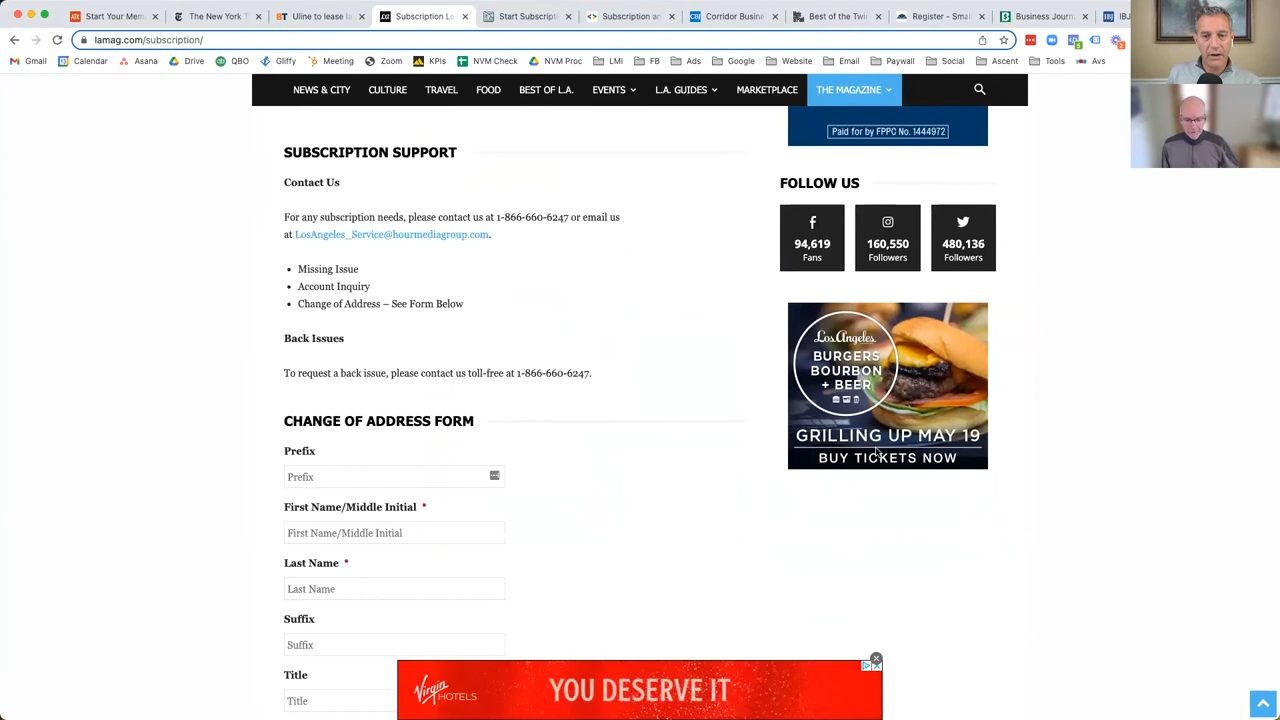 Start Your Mem
The New York T
Uline to lease la
Subscription Lo
Start Subscripti
Subscription an
Corridor Busine
Best of the Twi
Register - Smal
Business Journa
IBJ
lamag.com/subscription/
Gmail Calendar Asana Drive QBO Gliffy Meeting Zoom KPIs NVM Check NVM Proc LMI FB Ads Google Website Email Paywall Social Ascent Tools Avs
NEWS & CITY CULTURE TRAVEL FOOD BEST OF L.A. EVENTS L.A. GUIDES MARKETPLACE THE MAGAZINE
Paid for by FPPC No. 1444972
SUBSCRIPTION SUPPORT
Contact Us
For any subscription needs, please contact us at 1-866-660-6247 or email us
at LosAngeles_Service@hourmediagroup.com.
• Missing Issue
• Account Inquiry
• Change of Address – See Form Below
Back Issues
To request a back issue, please contact us toll-free at 1-866-660-6247.
CHANGE OF ADDRESS FORM
Prefix
Prefix
First Name/Middle Initial *
First Name/Middle Initial
Last Name *
Last Name
Suffix
Suffix
Title
Title
FOLLOW US
94,619 160,550 480,136
Fans Followers Followers
Los Angeles
BURGERS
BOURBON
+ BEER
GRILLING UP MAY 19
BUY TICKETS NOW
Virgin
HOTELS
YOU DESERVE IT